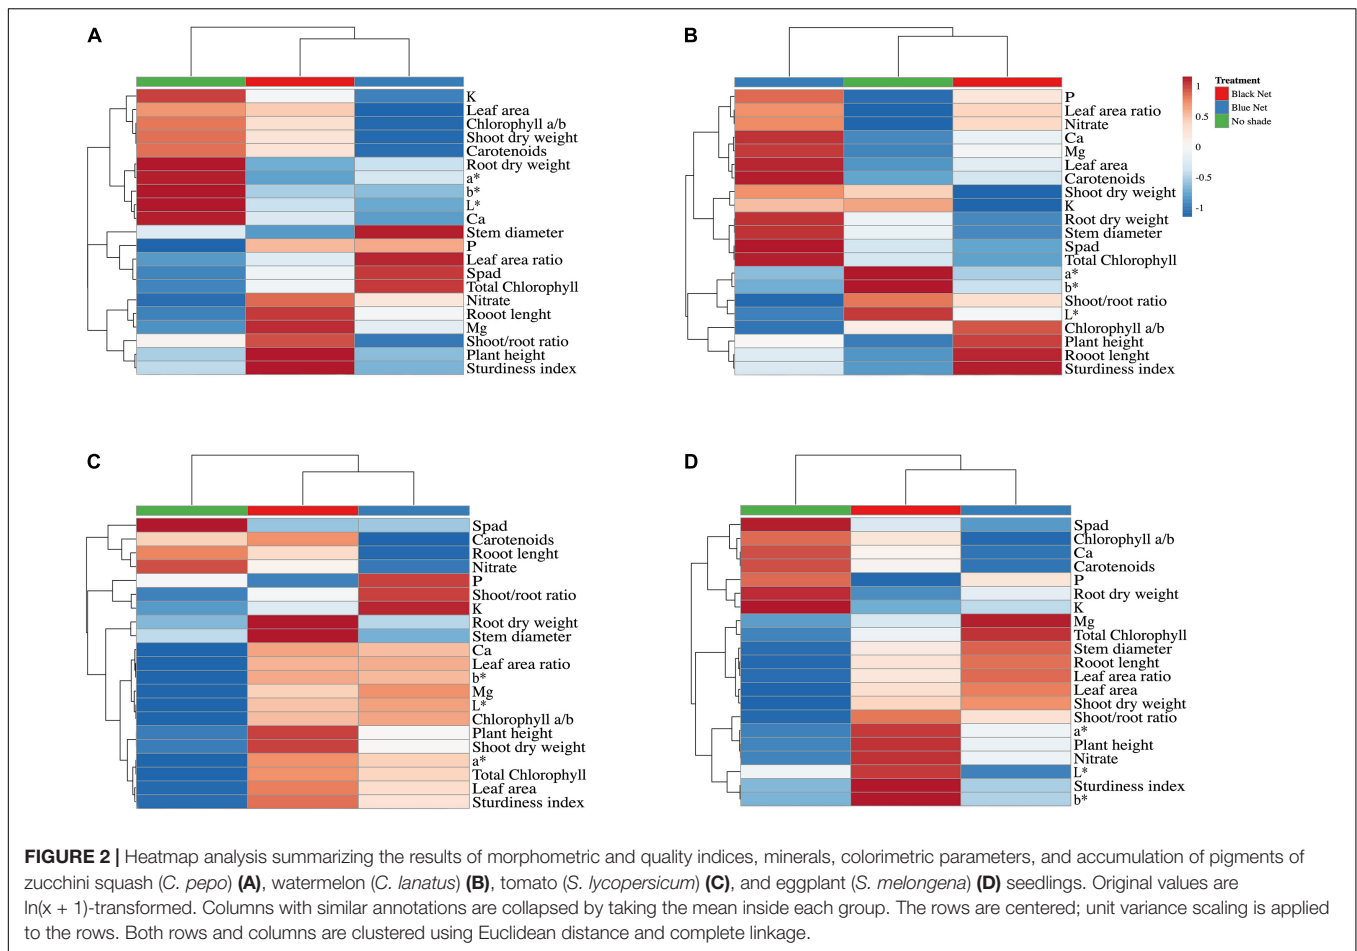 A
K
Leaf area
Chlorophyll a/b
Shoot dry weight
Carotenoids
Root dry weight
a*
b*
L*
Ca
Stem diameter
P
Leaf area ratio
Spad
Total Chlorophyll
Nitrate
Rooot lenght
Mg
Shoot/root ratio
Plant height
Sturdiness index
B
P
Leaf area ratio
Nitrate
Ca
Mg
Leaf area
Carotenoids
Shoot dry weight
K
Root dry weight
Stem diameter
Spad
Total Chlorophyll
a*
b*
Shoot/root ratio
L*
Chlorophyll a/b
Plant height
Rooot lenght
Sturdiness index
1
0.5
0
-0.5
-1
Treatment
Black Net
Blue Net
No shade
C
Spad
Carotenoids
Rooot lenght
Nitrate
P
Shoot/root ratio
K
Root dry weight
Stem diameter
Ca
Leaf area ratio
b*
Mg
L*
Chlorophyll a/b
Plant height
Shoot dry weight
a*
Total Chlorophyll
Leaf area
Sturdiness index
D
Spad
Chlorophyll a/b
Ca
Carotenoids
P
Root dry weight
K
Mg
Total Chlorophyll
Stem diameter
Rooot lenght
Leaf area ratio
Leaf area
Shoot dry weight
Shoot/root ratio
a*
Plant height
Nitrate
L*
Sturdiness index
b*
FIGURE 2 | Heatmap analysis summarizing the results of morphometric and quality indices, minerals, colorimetric parameters, and accumulation of pigments of
zucchini squash (C. pepo) (A), watermelon (C. lanatus) (B), tomato (S. lycopersicum) (C), and eggplant (S. melongena) (D) seedlings. Original values are
ln(x + 1)-transformed. Columns with similar annotations are collapsed by taking the mean inside each group. The rows are centered; unit variance scaling is applied
to the rows. Both rows and columns are clustered using Euclidean distance and complete linkage.